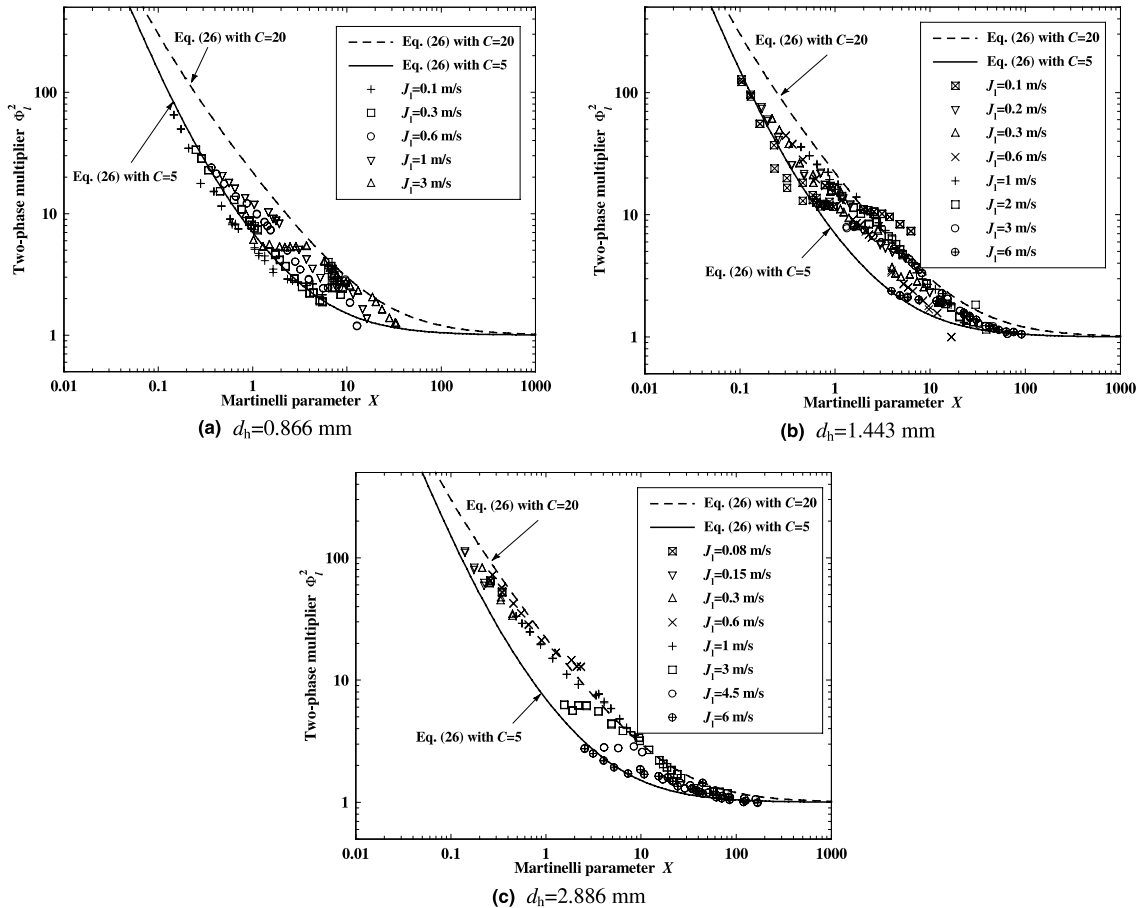 Two-phase multiplier Φ_l^2
100
10
1
0.01 0.1 1 10 100 1000
Martinelli parameter X
Eq. (26) with C=20
Eq. (26) with C=5
Eq. (26) with C=20
Eq. (26) with C=5
J_l=0.1 m/s
J_l=0.3 m/s
J_l=0.6 m/s
J_l=1 m/s
J_l=3 m/s
(a) d_h=0.866 mm
Two-phase multiplier Φ_l^2
100
10
1
0.01 0.1 1 10 100 1000
Martinelli parameter X
Eq. (26) with C=20
Eq. (26) with C=5
Eq. (26) with C=20
Eq. (26) with C=5
J_l=0.1 m/s
J_l=0.2 m/s
J_l=0.3 m/s
J_l=0.6 m/s
J_l=1 m/s
J_l=2 m/s
J_l=3 m/s
J_l=6 m/s
(b) d_h=1.443 mm
Two-phase multiplier Φ_l^2
100
10
1
0.01 0.1 1 10 100 1000
Martinelli parameter X
Eq. (26) with C=20
Eq. (26) with C=5
Eq. (26) with C=20
Eq. (26) with C=5
J_l=0.08 m/s
J_l=0.15 m/s
J_l=0.3 m/s
J_l=0.6 m/s
J_l=1 m/s
J_l=3 m/s
J_l=4.5 m/s
J_l=6 m/s
(c) d_h=2.886 mm